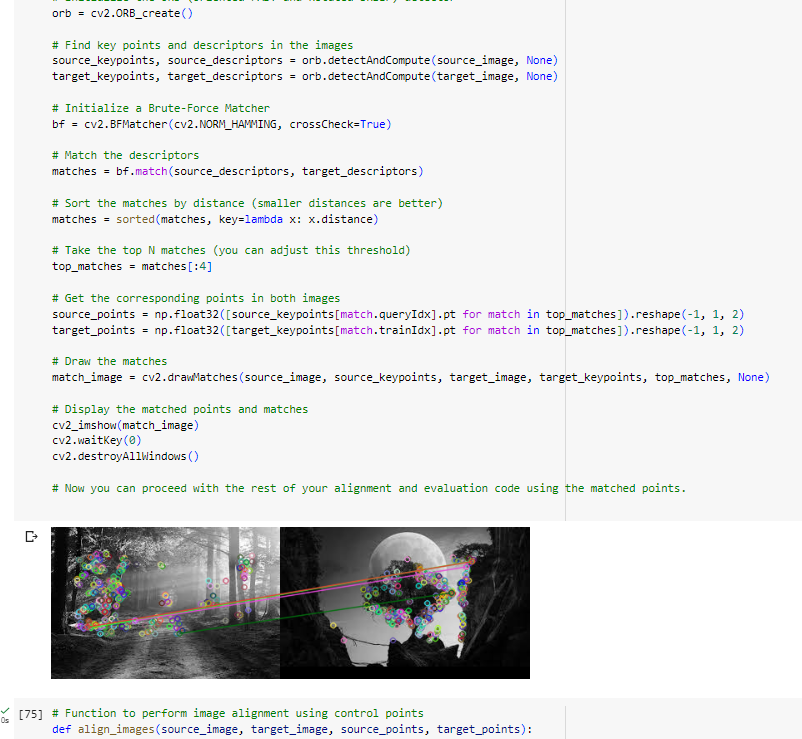 orb = cv2.ORB_create()
# Find key points and descriptors in the images
source_keypoints, source_descriptors = orb.detectAndCompute(source_image, None)
target_keypoints, target_descriptors = orb.detectAndCompute(target_image, None)
# Initialize a Brute-Force Matcher
bf = cv2.BFMatcher(cv2.NORM_HAMMING, crossCheck=True)
# Match the descriptors
matches = bf.match(source_descriptors, target_descriptors)
# Sort the matches by distance (smaller distances are better)
matches = sorted(matches, key=lambda x: x.distance)
# Take the top N matches (you can adjust this threshold)
top_matches = matches[:4]
# Get the corresponding points in both images
source_points = np.float32([source_keypoints[match.queryIdx].pt for match in top_matches]).reshape(-1, 1, 2)
target_points = np.float32([target_keypoints[match.trainIdx].pt for match in top_matches]).reshape(-1, 1, 2)
# Draw the matches
match_image = cv2.drawMatches(source_image, source_keypoints, target_image, target_keypoints, top_matches, None)
# Display the matched points and matches
cv2_imshow(match_image)
cv2.waitKey(0)
cv2.destroyAllWindows()
# Now you can proceed with the rest of your alignment and evaluation code using the matched points.
[75] # Function to perform image alignment using control points
0s
def align_images(source_image, target_image, source_points, target_points):